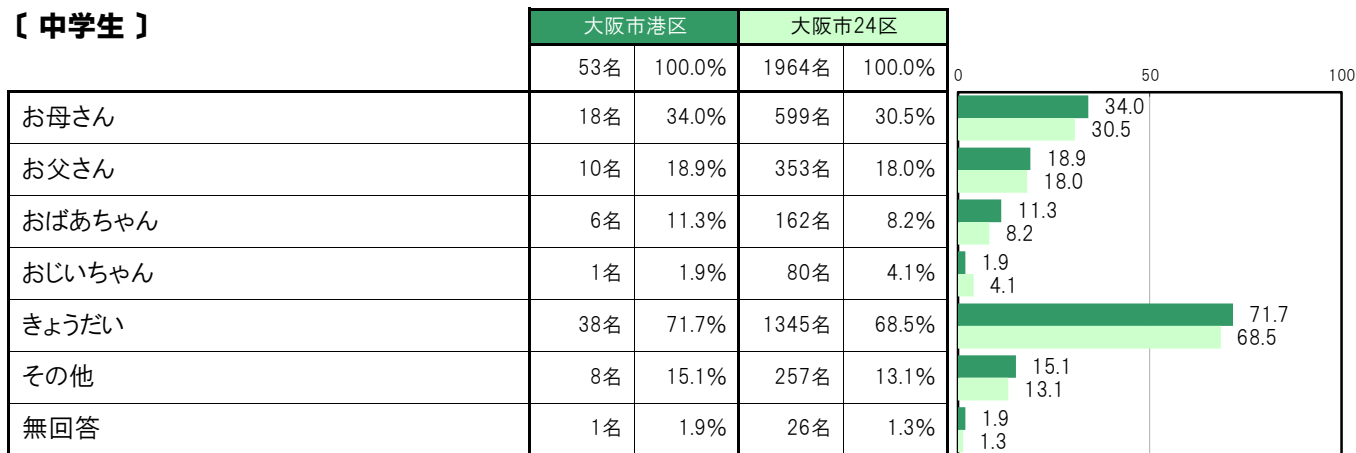 〔 中学生 〕
大阪市港区 大阪市24区
53名 100.0% 1964名 100.0%
0 50 100
お母さん 18名 34.0% 599名 30.5%
34.0
30.5
お父さん 10名 18.9% 353名 18.0%
18.9
18.0
おばあちゃん 6名 11.3% 162名 8.2%
11.3
8.2
おじいちゃん 1名 1.9% 80名 4.1%
1.9
4.1
きょうだい 38名 71.7% 1345名 68.5%
71.7
68.5
その他 8名 15.1% 257名 13.1%
15.1
13.1
無回答 1名 1.9% 26名 1.3%
1.9
1.3